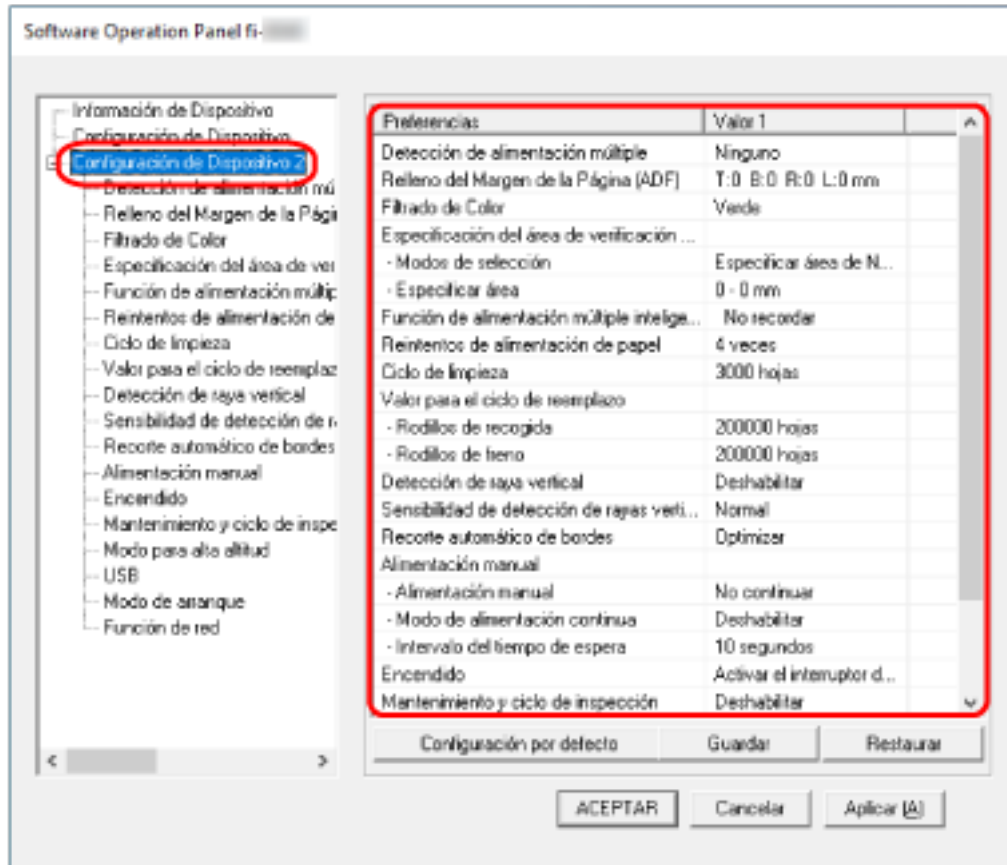 Software Operation Panel fi-
Información de Dispositivo
Configuración de Dispositivo
Configuración de Dispositivo 2
Detección de alimentación mú
Relleno del Margen de la Págin
Filtrado de Color
Especificación del área de ver
Función de alimentación múltip
Reintentos de alimentación de
Ciclo de limpieza
Valor para el ciclo de reemplaz
Detección de raya vertical
Sensibilidad de detección de r
Recorte automático de bordes
Alimentación manual
Encendido
Mantenimiento y ciclo de inspe
Modo para alta altitud
USB
Modo de arranque
Función de red
Preferencias Valor 1
Detección de alimentación múltiple Ninguno
Relleno del Margen de la Página (ADF) T:0 B:0 R:0 L:0 mm
Filtrado de Color Verde
Especificación del área de verificación ...
- Modos de selección Especificar área de N...
- Especificar área 0 - 0 mm
Función de alimentación múltiple intelige... No recordar
Reintentos de alimentación de papel 4 veces
Ciclo de limpieza 3000 hojas
Valor para el ciclo de reemplazo
- Rodillos de recogida 200000 hojas
- Rodillos de freno 200000 hojas
Detección de raya vertical Deshabilitar
Sensibilidad de detección de rayas verti... Normal
Recorte automático de bordes Optimizar
Alimentación manual
- Alimentación manual No continuar
- Modo de alimentación continua Deshabilitar
- Intervalo del tiempo de espera 10 segundos
Encendido Activar el interruptor d...
Mantenimiento y ciclo de inspección Deshabilitar
Configuración por defecto Guardar Restaurar
ACEPTAR Cancelar Aplicar (A)